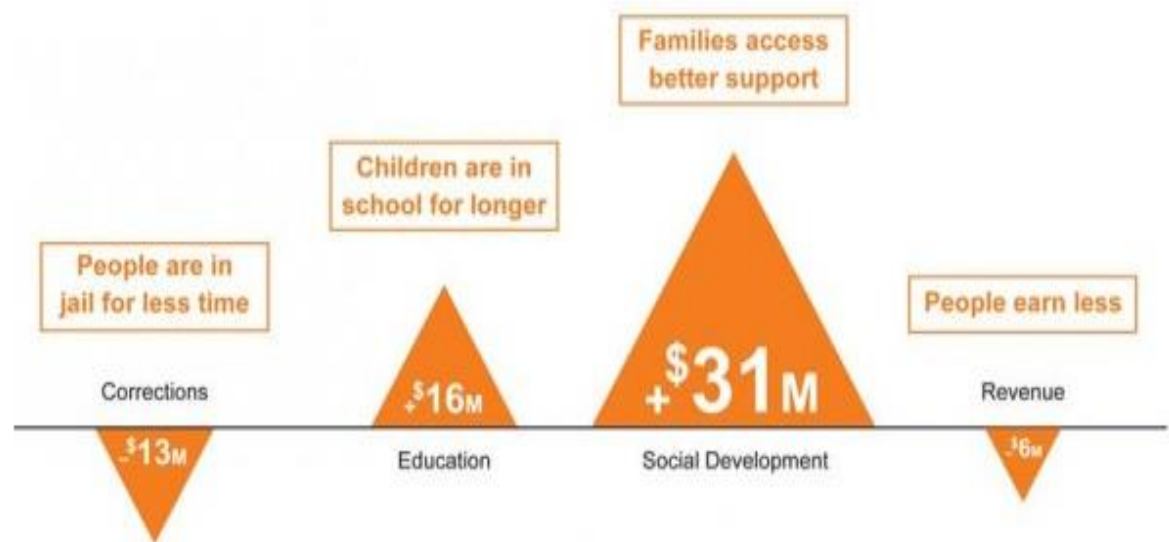 Families access
better support
Children are in
school for longer
People are in
jail for less time
People earn less
Corrections
Revenue
+$16M
+$31M
-$13M
-$6M
Education
Social Development